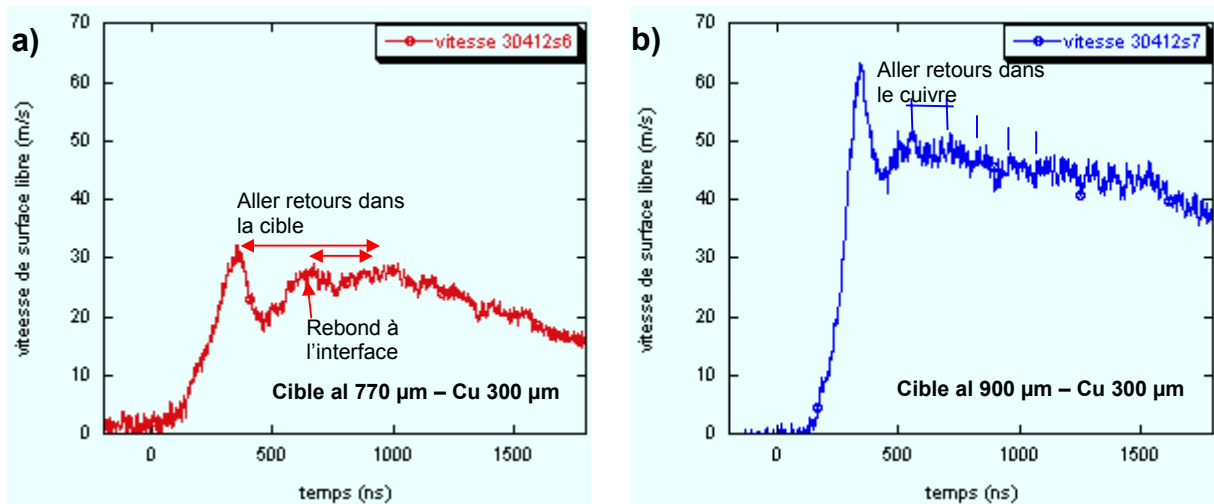 a)
vitesse 30412s6
70
60
50
40
30
20
10
0
viteesse de surface libre (m/s)
Aller retours dans
la cible
Rebond à
l'interface
Cible al 770 µm – Cu 300 µm
0
500
1000
1500
temps (ns)
b)
vitesse 30412s7
70
60
50
40
30
20
10
0
vitesse de surface libre (m/s)
Aller retours dans
le cuivre
Cible al 900 µm – Cu 300 µm
0
500
1000
1500
temps (ns)